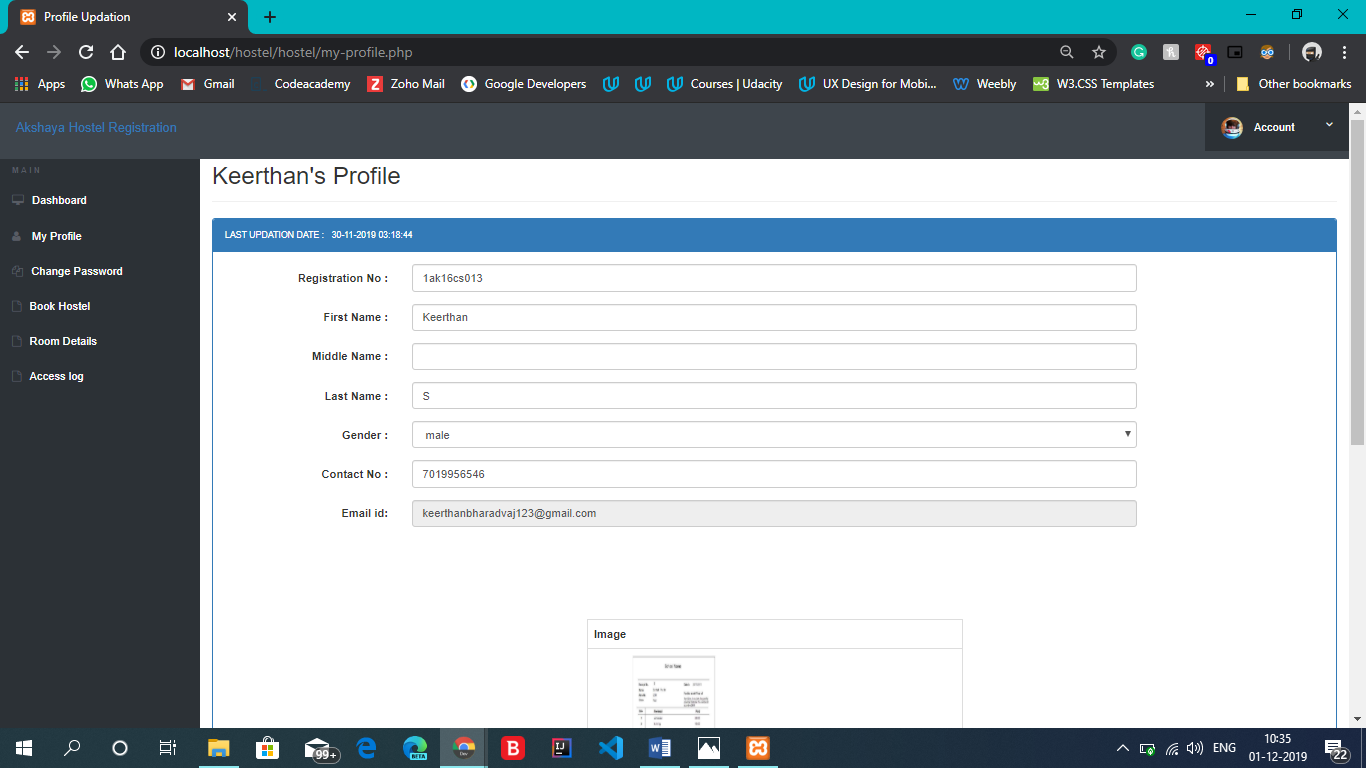 Profile Updation
localhost/hostel/hostel/my-profile.php
0
Apps Whats App Gmail Codeacademy Zoho Mail Google Developers Courses | Udacity UX Design for Mobi... Weebly W3.CSS Templates » Other bookmarks
Akshaya Hostel Registration
Account
MAIN
Dashboard
My Profile
Change Password
Book Hostel
Room Details
Access log
Keerthan's Profile
LAST UPDATION DATE : 30-11-2019 03:18:44
Registration No : 1ak16cs013
First Name : Keerthan
Middle Name :
Last Name : S
Gender : male
Contact No : 7019956546
Email id: keerthanbharadvaj123@gmail.com
Image
99+
BETA
Dev
B
IJ
W
ENG
10:35
01-12-2019
22